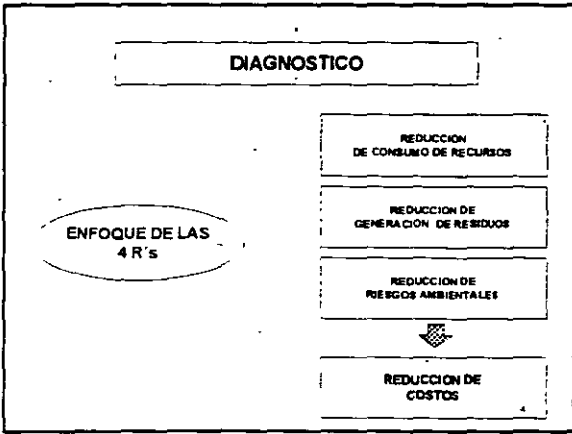 DIAGNOSTICO
REDUCCION
DE CONSUMO DE RECURSOS
REDUCCION DE
GENERACION DE RESIDUOS
ENFOQUE DE LAS
4 R's
REDUCCION DE
RIESGOS AMBIENTALES
REDUCCION DE
COSTOS
4